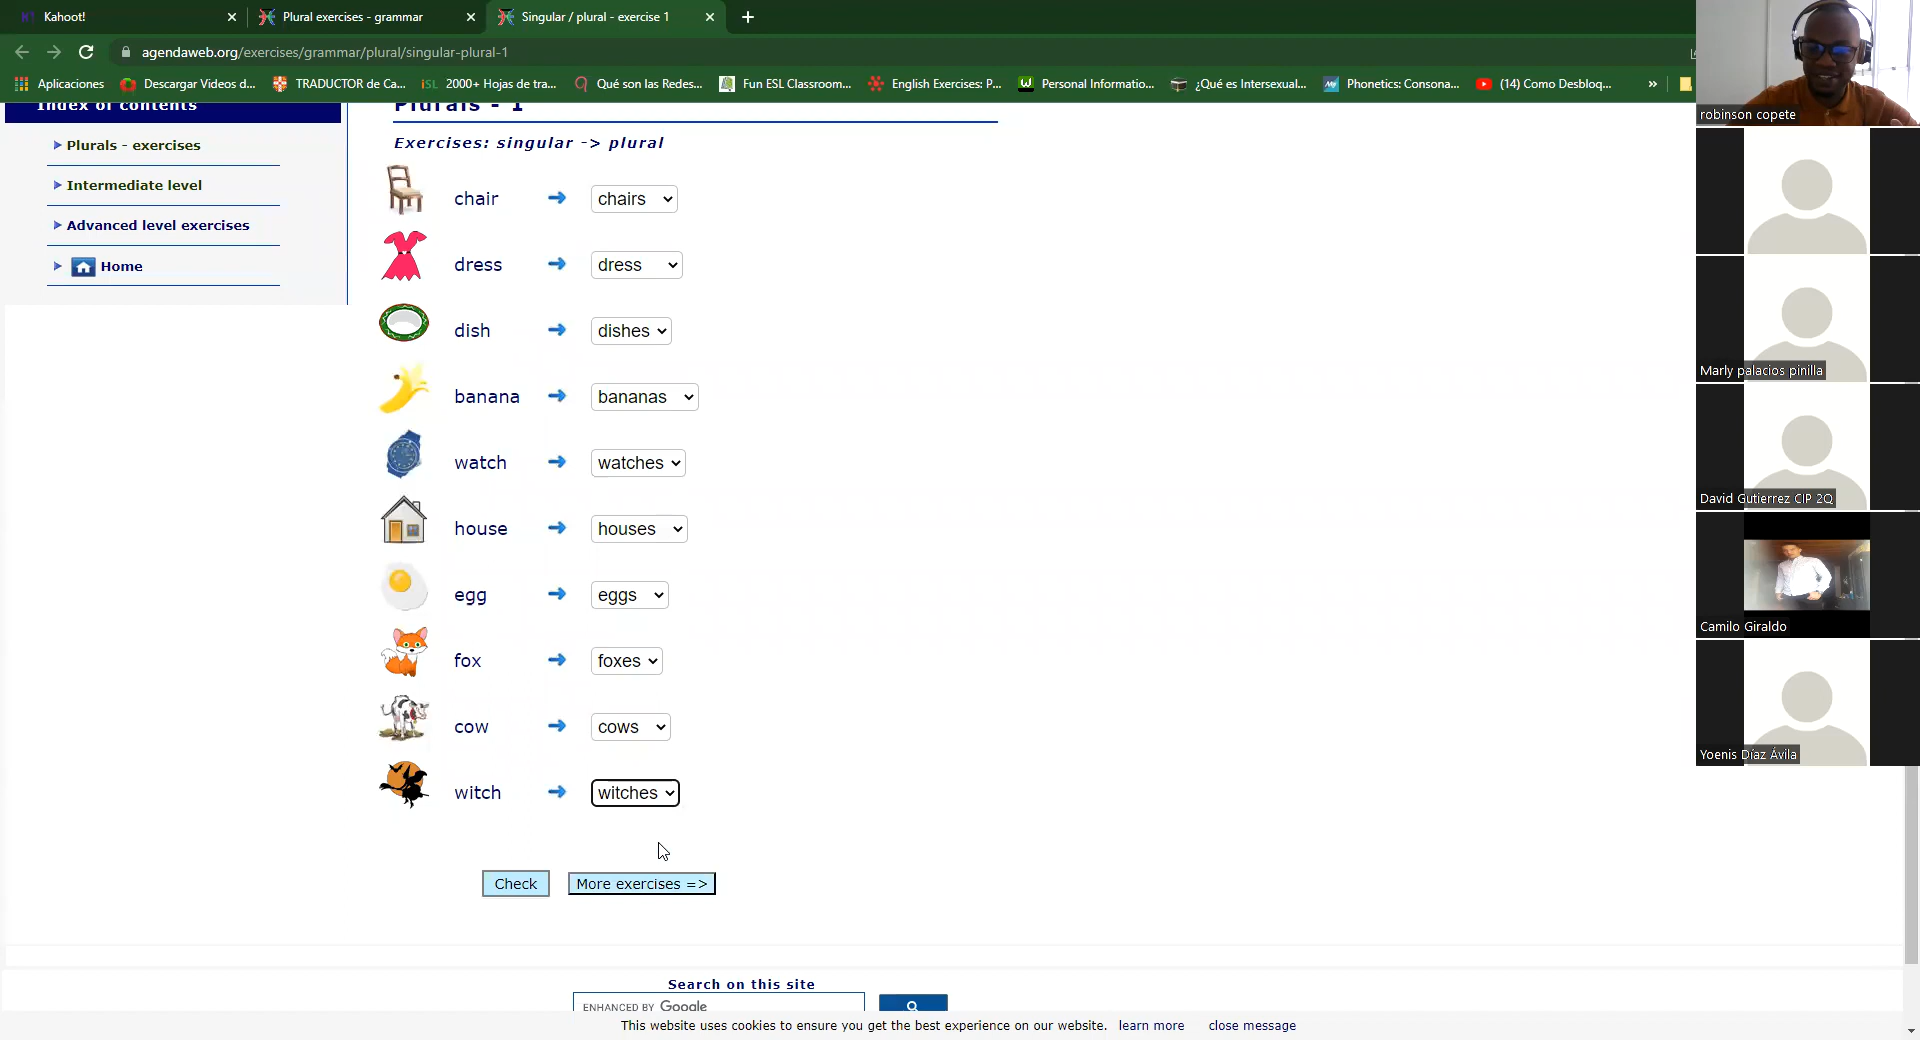 Kahoot!
Plural exercises - grammar
Singular / plural - exercise 1
agendaweb.org/exercises/grammar/plural/singular-plural-1
Aplicaciones
Descargar Videos d...
TRADUCTOR de Ca...
iSL 2000+ Hojas de tra...
Qué son las Redes...
Fun ESL Classroom...
English Exercises: P...
Personal Informatio...
¿Qué es Intersexual...
Phonetics: Consona...
(14) Como Desbloq...
»
Index of contents
Plurals - exercises
Intermediate level
Advanced level exercises
Home
Plurals - 1
Exercises: singular -> plural
chair chairs
dress dress
dish dishes
banana bananas
watch watches
house houses
egg eggs
fox foxes
cow cows
witch witches
Check More exercises =>
Search on this site
ENHANCED BY Google
This website uses cookies to ensure you get the best experience on our website. learn more close message
robinson copete
Marly palacios pinilla
David Gutierrez CIP 2Q
Camilo Giraldo
Yoenis Díaz Ávila